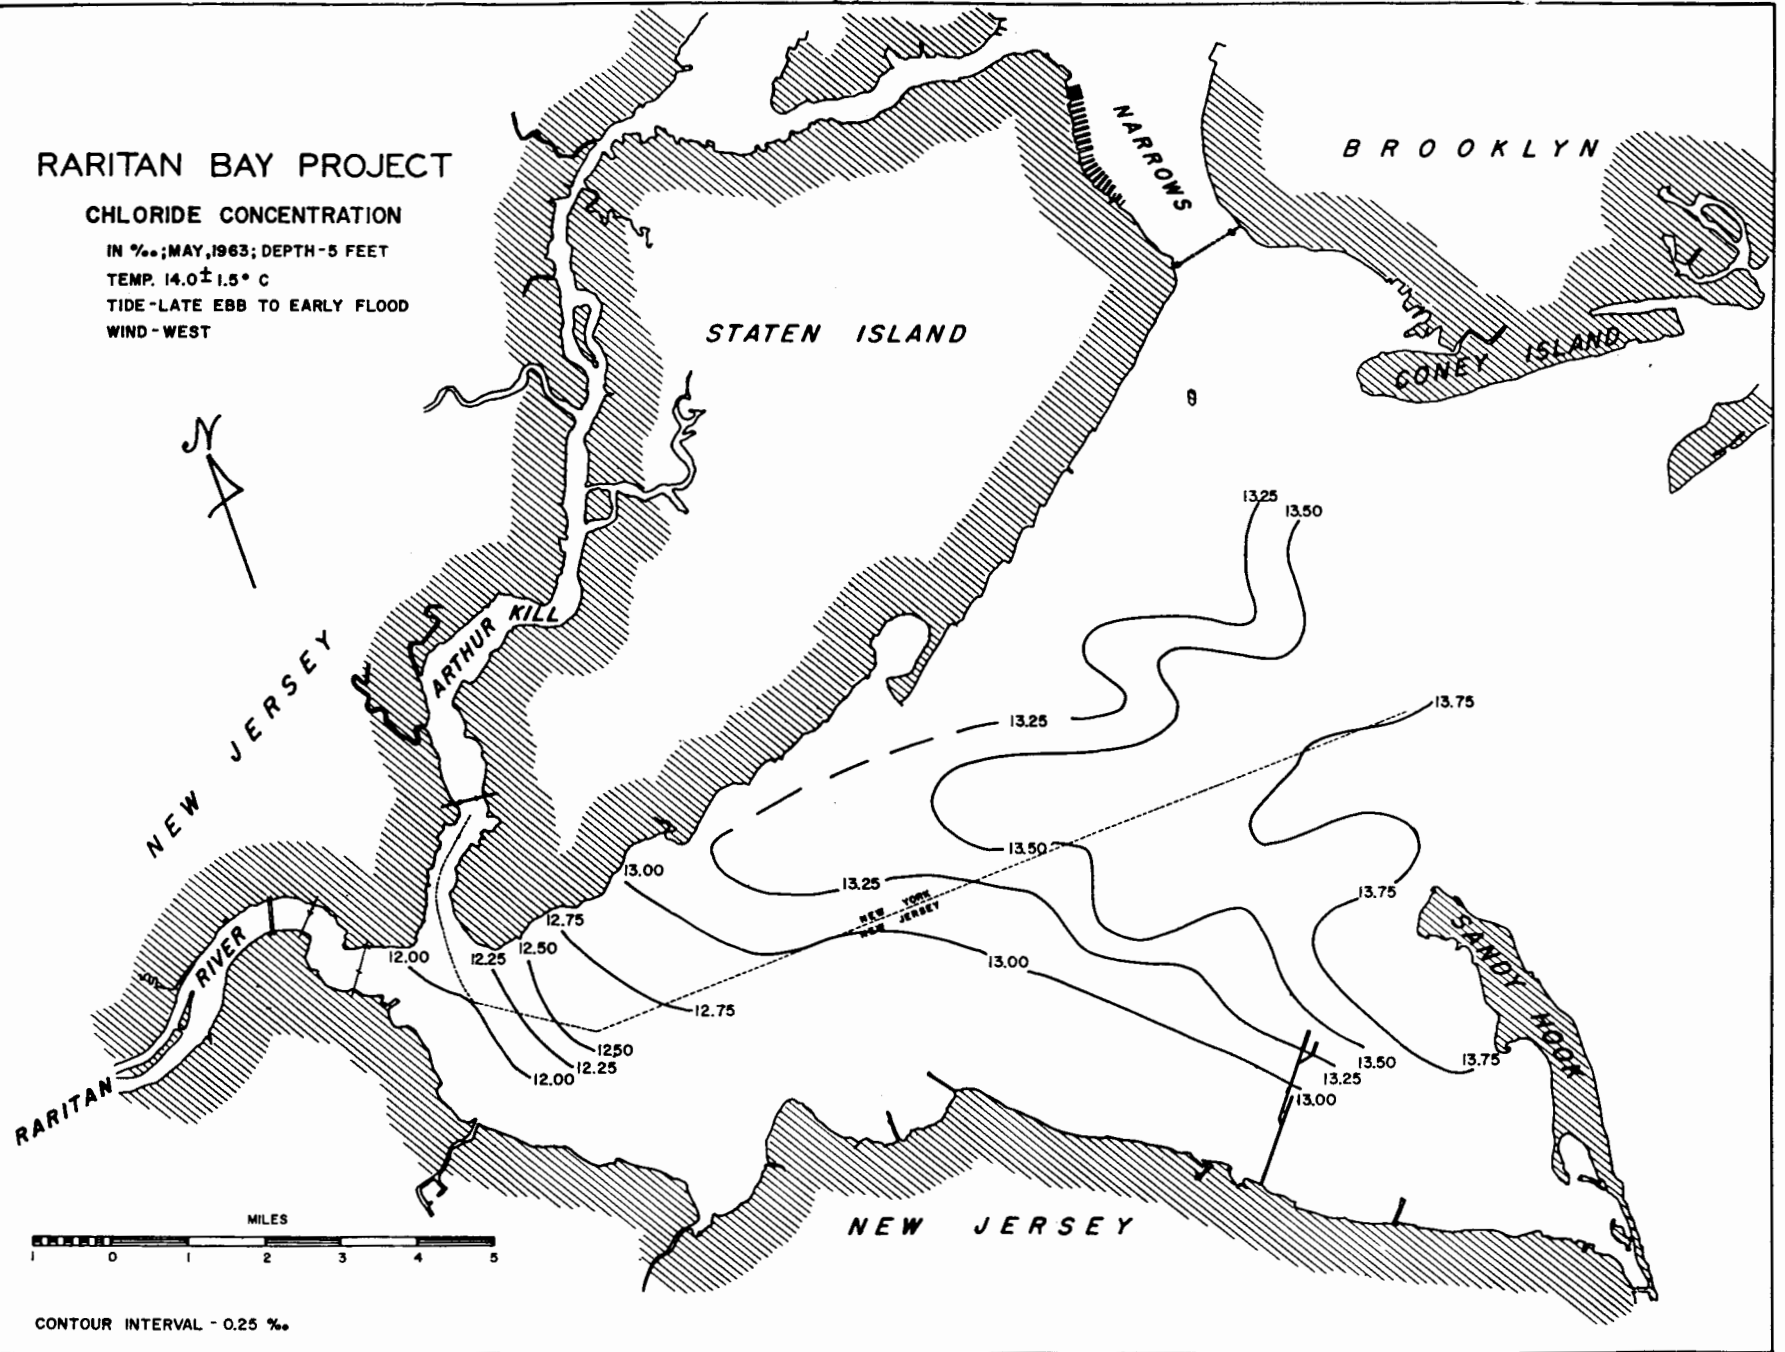 RARITAN BAY PROJECT
CHLORIDE CONCENTRATION
IN ‰; MAY, 1963; DEPTH-5 FEET
TEMP. 14.0 ± 1.5° C
TIDE-LATE EBB TO EARLY FLOOD
WIND-WEST
N
NARROWS
BROOKLYN
STATEN ISLAND
CONEY ISLAND
ARTHUR KILL
NEW JERSEY
RARITAN RIVER
SANDY HOOK
13.25
13.50
13.75
13.25
13.50
13.00
13.25
13.75
NEW YORK
NEW JERSEY
12.75
12.50
12.25
12.00
13.00
12.75
12.50
12.25
12.00
13.50
13.75
13.25
13.00
NEW JERSEY
MILES
1 0 1 2 3 4 5
CONTOUR INTERVAL - 0.25 ‰